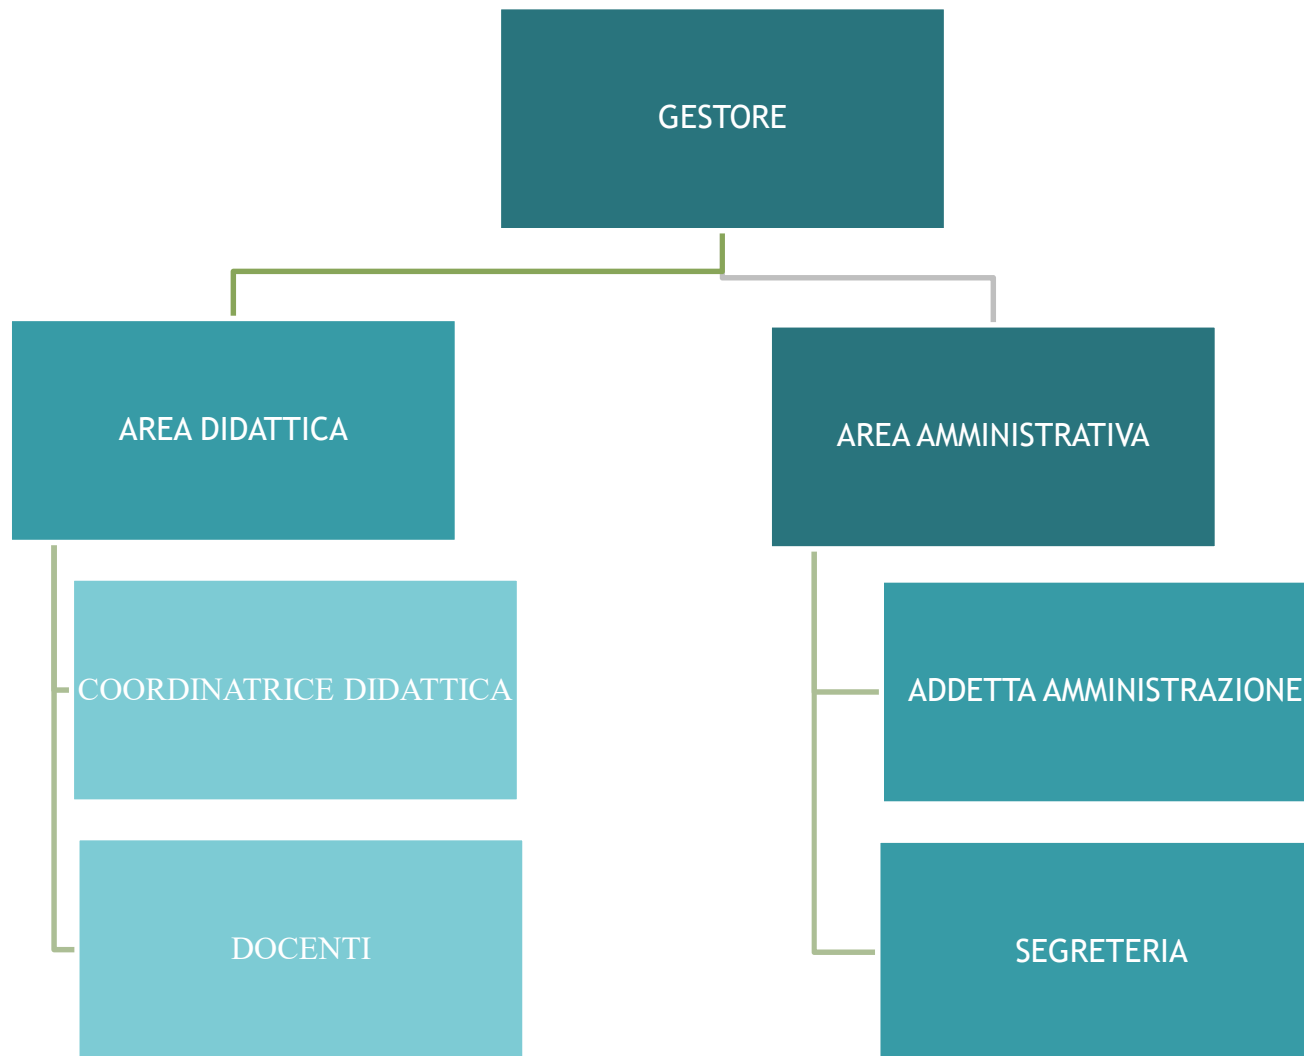 GESTORE
AREA DIDATTICA
AREA AMMINISTRATIVA
COORDINATRICE DIDATTICA
ADDETTA AMMINISTRAZIONE
DOCENTI
SEGRETERIA